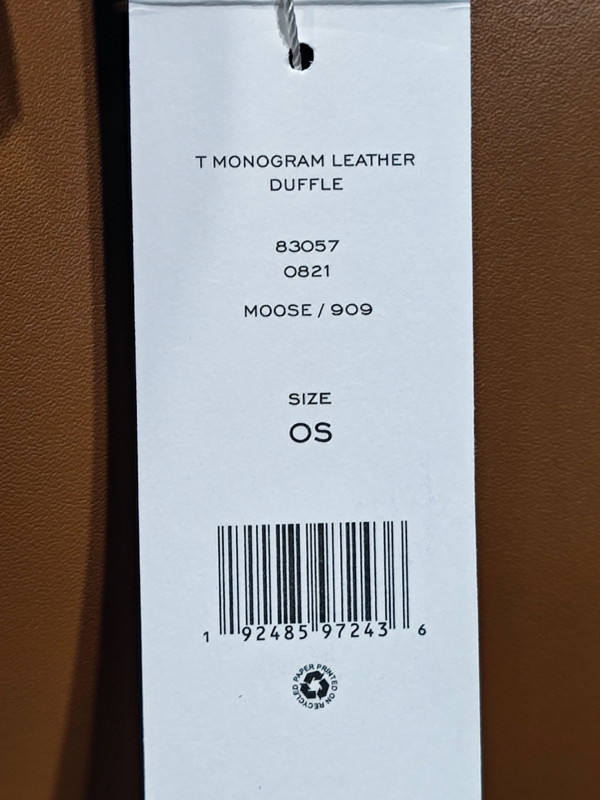 T MONOGRAM LEATHER
DUFFLE
83057
0821
MOOSE / 909
SIZE
OS
1 92485 97243 6
PRINTED ON RECYCLED PAPER